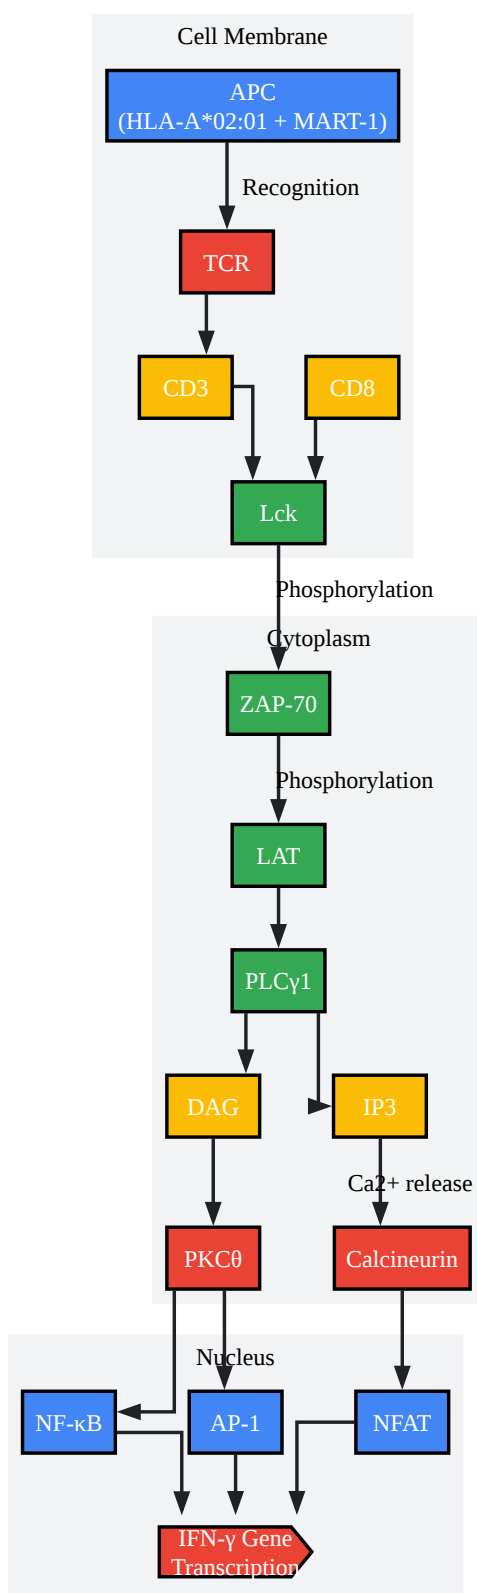 Cell Membrane
APC
(HLA-A*02:01 + MART-1)
Recognition
TCR
CD3
CD8
Lck
Phosphorylation
Cytoplasm
ZAP-70
Phosphorylation
LAT
PLCγ1
DAG
IP3
Ca2+ release
PKCθ
Calcineurin
Nucleus
NF-κB
AP-1
NFAT
IFN-γ Gene
Transcription